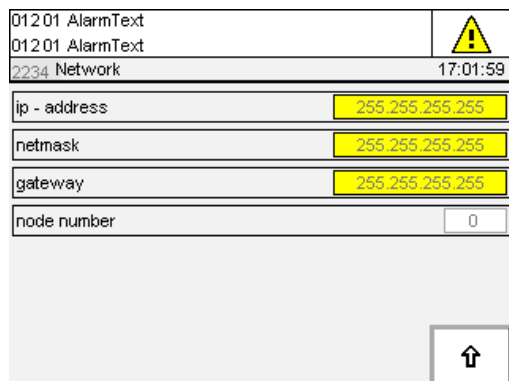 01201 AlarmText
01201 AlarmText
2234 Network 17:01:59
ip - address 255.255.255.255
netmask 255.255.255.255
gateway 255.255.255.255
node number 0